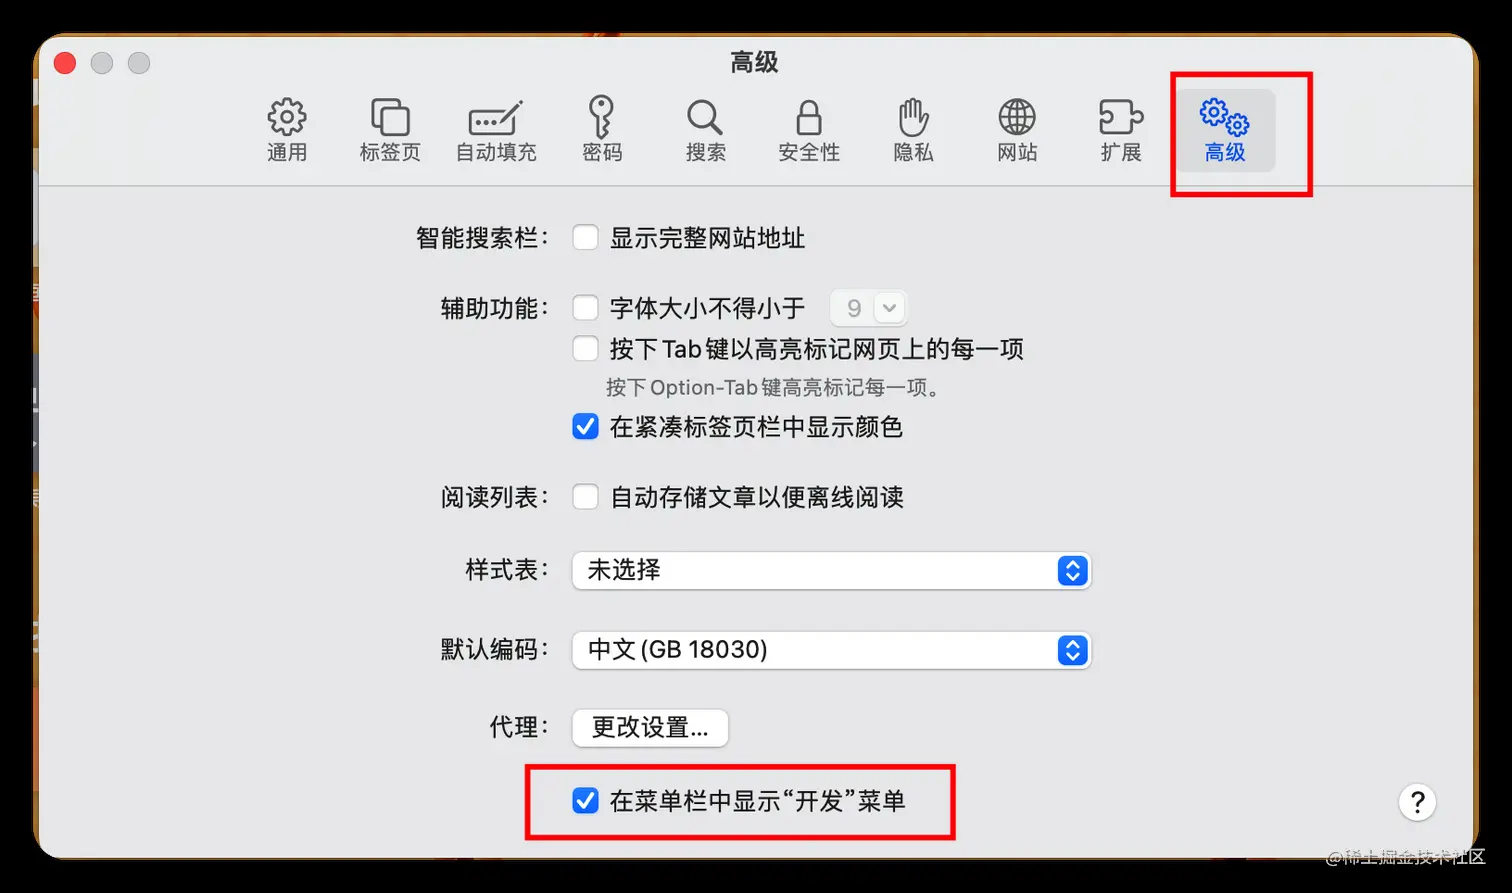 高级
通用 标签页 自动填充 密码 搜索 安全性 隐私 网站 扩展 高级
智能搜索栏： 显示完整网站地址
辅助功能： 字体大小不得小于 9
按下 Tab 键以高亮标记网页上的每一项
按下 Option-Tab 键高亮标记每一项。
在紧凑标签页栏中显示颜色
阅读列表： 自动存储文章以便离线阅读
样式表： 未选择
默认编码： 中文 (GB 18030)
代理： 更改设置...
在菜单栏中显示“开发”菜单
?
@稀土掘金技术社区